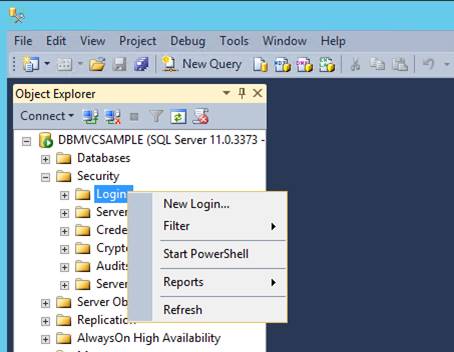 File Edit View Project Debug Tools Window Help
New Query
Object Explorer
Connect
DBMVCSAMPLE (SQL Server 11.0.3373 -
Databases
Security
Login
New Login...
Server
Filter
Crede
Crypto
Start PowerShell
Audits
Reports
Server
Server Ob
Refresh
Replication
AlwaysOn High Availability